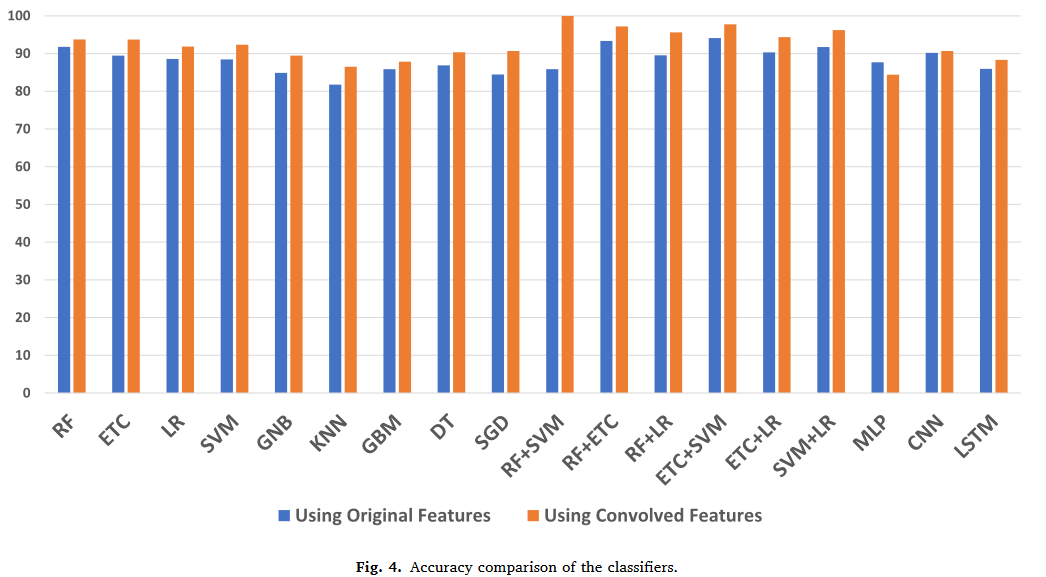 100
90
80
70
60
50
40
30
20
10
0
RF
ETC
LR
SVM
GNB
KNN
GBM
DT
SGD
RF+SVM
RF+ETC
RF+LR
ETC+SVM
ETC+LR
SVM+LR
MLP
CNN
LSTM
Using Original Features
Using Convolved Features
Fig. 4. Accuracy comparison of the classifiers.